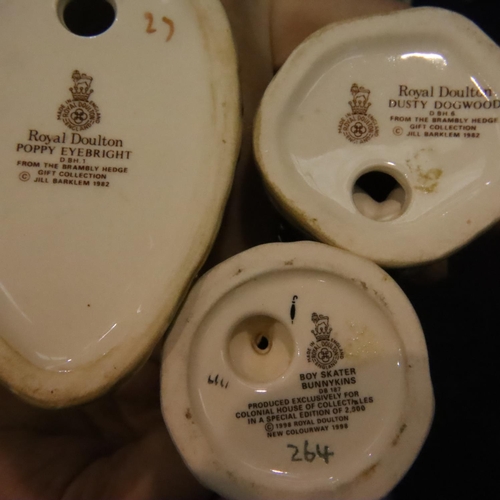 27
Royal Doulton
POPPY EYEBRIGHT
D.BH.1
FROM THE BRAMBLY HEDGE
GIFT COLLECTION
© JILL BARKLEM 1982
Royal Doulton
DUSTY DOGWOOD
D.BH.6
FROM THE BRAMBLY HEDGE
GIFT COLLECTION
© JILL BARKLEM 1982
BOY SKATER
BUNNYKINS
DB 187
PRODUCED EXCLUSIVELY FOR
COLONIAL HOUSE OF COLLECTABLES
IN A SPECIAL EDITION OF 2,000
© 1998 ROYAL DOULTON
NEW COLOURWAY 1998
264